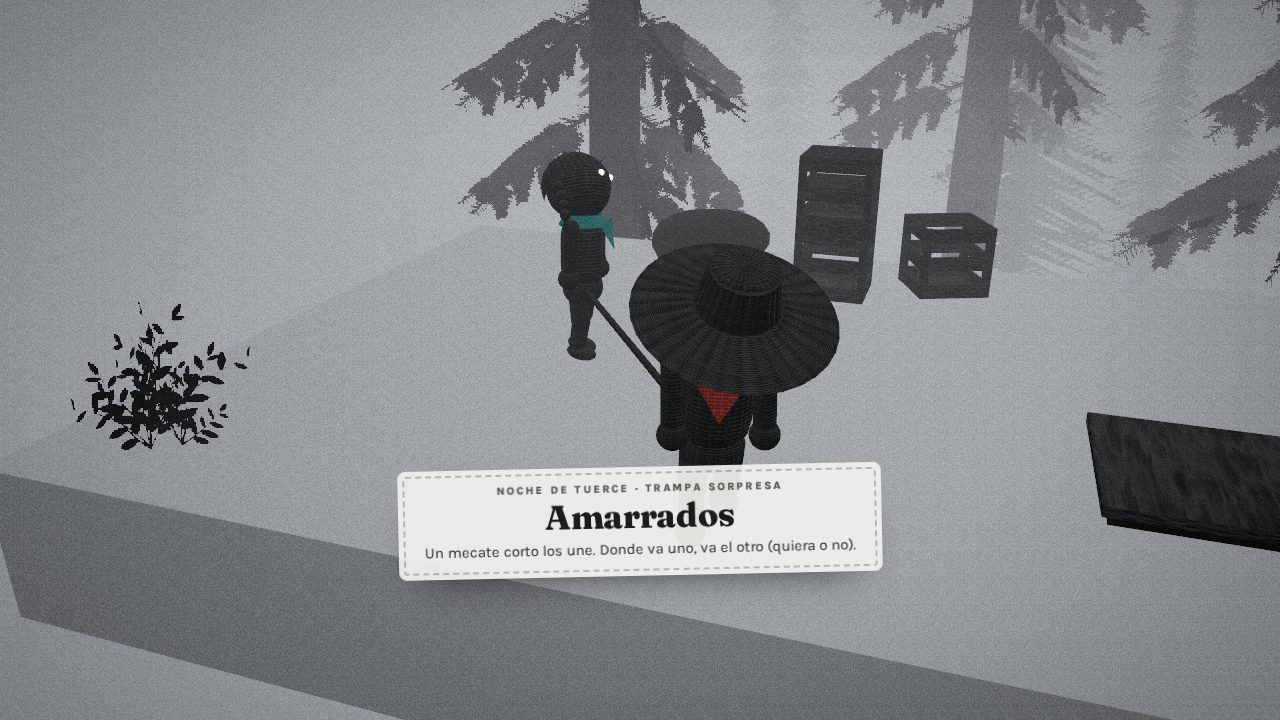 NOCHE DE TUERCE · TRAMPA SORPRESA
Amarrados
Un mecate corto los une. Donde va uno, va el otro (quiera o no).